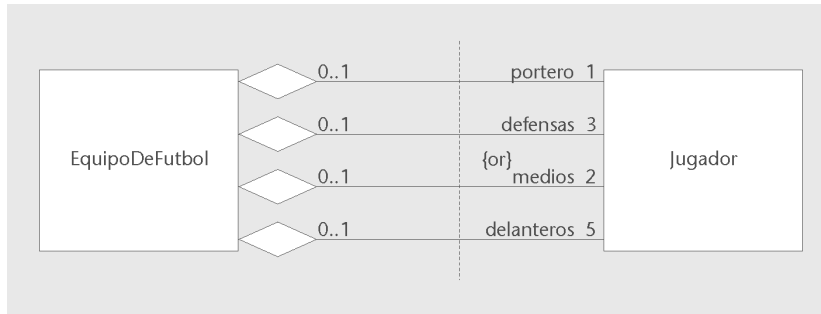 0..1 portero 1
0..1 defensas 3
EquipoDeFutbol {or} Jugador
0..1 medios 2
0..1 delanteros 5